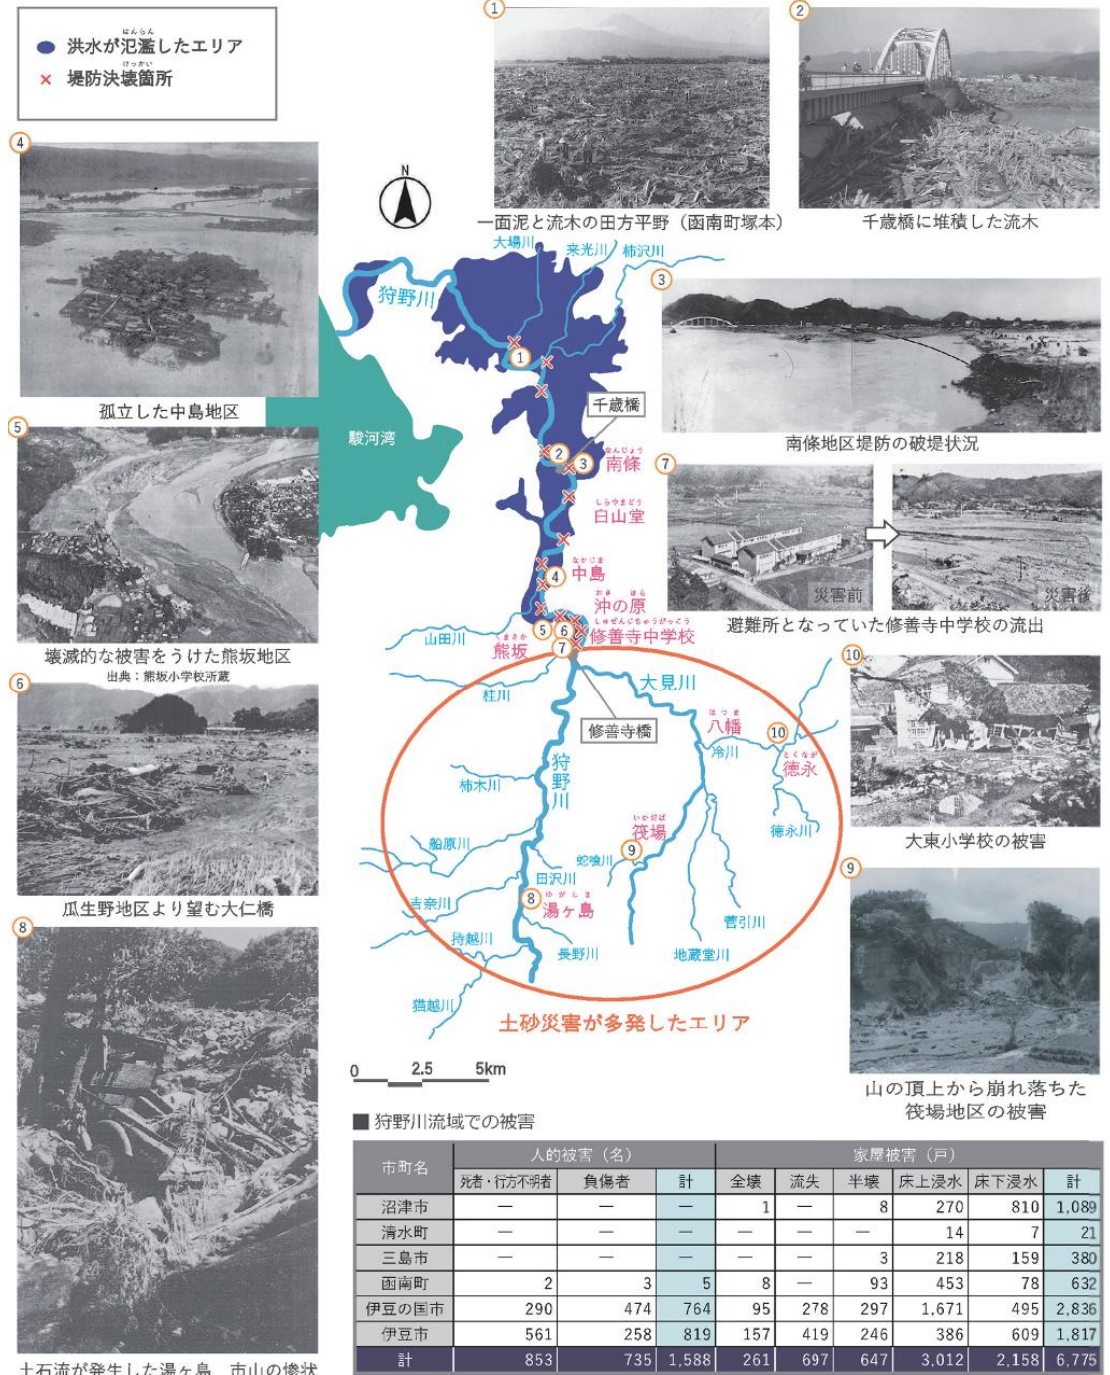 はんらん
洪水が氾濫したエリア
けっかい
× 堤防決壊箇所
①
一面泥と流木の田方平野（函南町塚本）
②
千歳橋に堆積した流木
④
孤立した中島地区
N
③
南條地区堤防の破堤状況
⑤
壊滅的な被害をうけた熊坂地区
出典：熊坂小学校所蔵
⑦
災害前
災害後
避難所となっていた修善寺中学校の流出
⑥
瓜生野地区より望む大仁橋
⑩
大東小学校の被害
⑧
土石流が発生した湯ヶ島、市山の惨状
⑨
山の頂上から崩れ落ちた
筏場地区の被害
大場川
来光川
柿沢川
狩野川
①
千歳橋
駿河湾
②
③
なんじょう
南條
しらやまどう
白山堂
④
なかじま
中島
おき はら
沖の原
⑤
⑥
しゅぜんじちゅうがっこう
修善寺中学校
山田川
くまさか
熊坂
⑦
桂川
大見川
修善寺橋
はつま
八幡
⑩
冷川
とくなが
徳永
狩野川
柿木川
いかだば
筏場
徳永川
船原川
蛇喰川
⑨
田沢川
吉奈川
⑧
ゆがしま
湯ヶ島
菅引川
持越川
長野川
地蔵堂川
猫越川
土砂災害が多発したエリア
0 2.5 5km
■ 狩野川流域での被害
市町名 人的被害（名） 家屋被害（戸）
死者・行方不明者 負傷者 計 全壊 流失 半壊 床上浸水 床下浸水 計
沼津市 — — — 1 — 8 270 810 1,089
清水町 — — — — — — 14 7 21
三島市 — — — — — 3 218 159 380
函南町 2 3 5 8 — 93 453 78 632
伊豆の国市 290 474 764 95 278 297 1,671 495 2,836
伊豆市 561 258 819 157 419 246 386 609 1,817
計 853 735 1,588 261 697 647 3,012 2,158 6,775